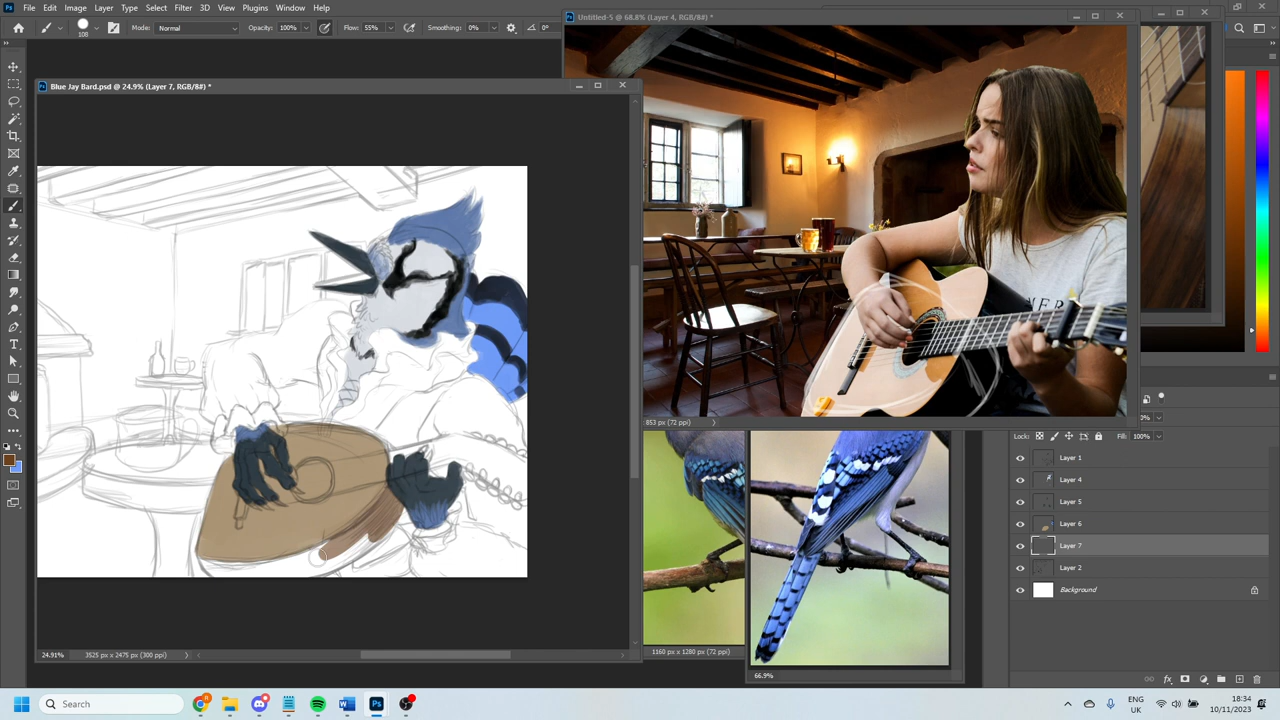 File Edit Image Layer Type Select Filter 3D View Plugins Window Help
Mode: Normal Opacity: 100% Flow: 55% Smoothing: 0% 0°
100
Untitled-5 @ 68.8% (Layer 4, RGB/8#) *
Blue Jay Bard.psd @ 24.9% (Layer 7, RGB/8#) *
853 px (72 ppi)
Lock: Fill: 100%
Layer 1
Layer 4
Layer 5
Layer 6
Layer 7
Layer 2
Background
24.91% 3525 px x 2475 px (300 ppi)
1160 px x 1280 px (72 ppi)
66.9%
Search
ENG
UK
18:34
10/11/2023